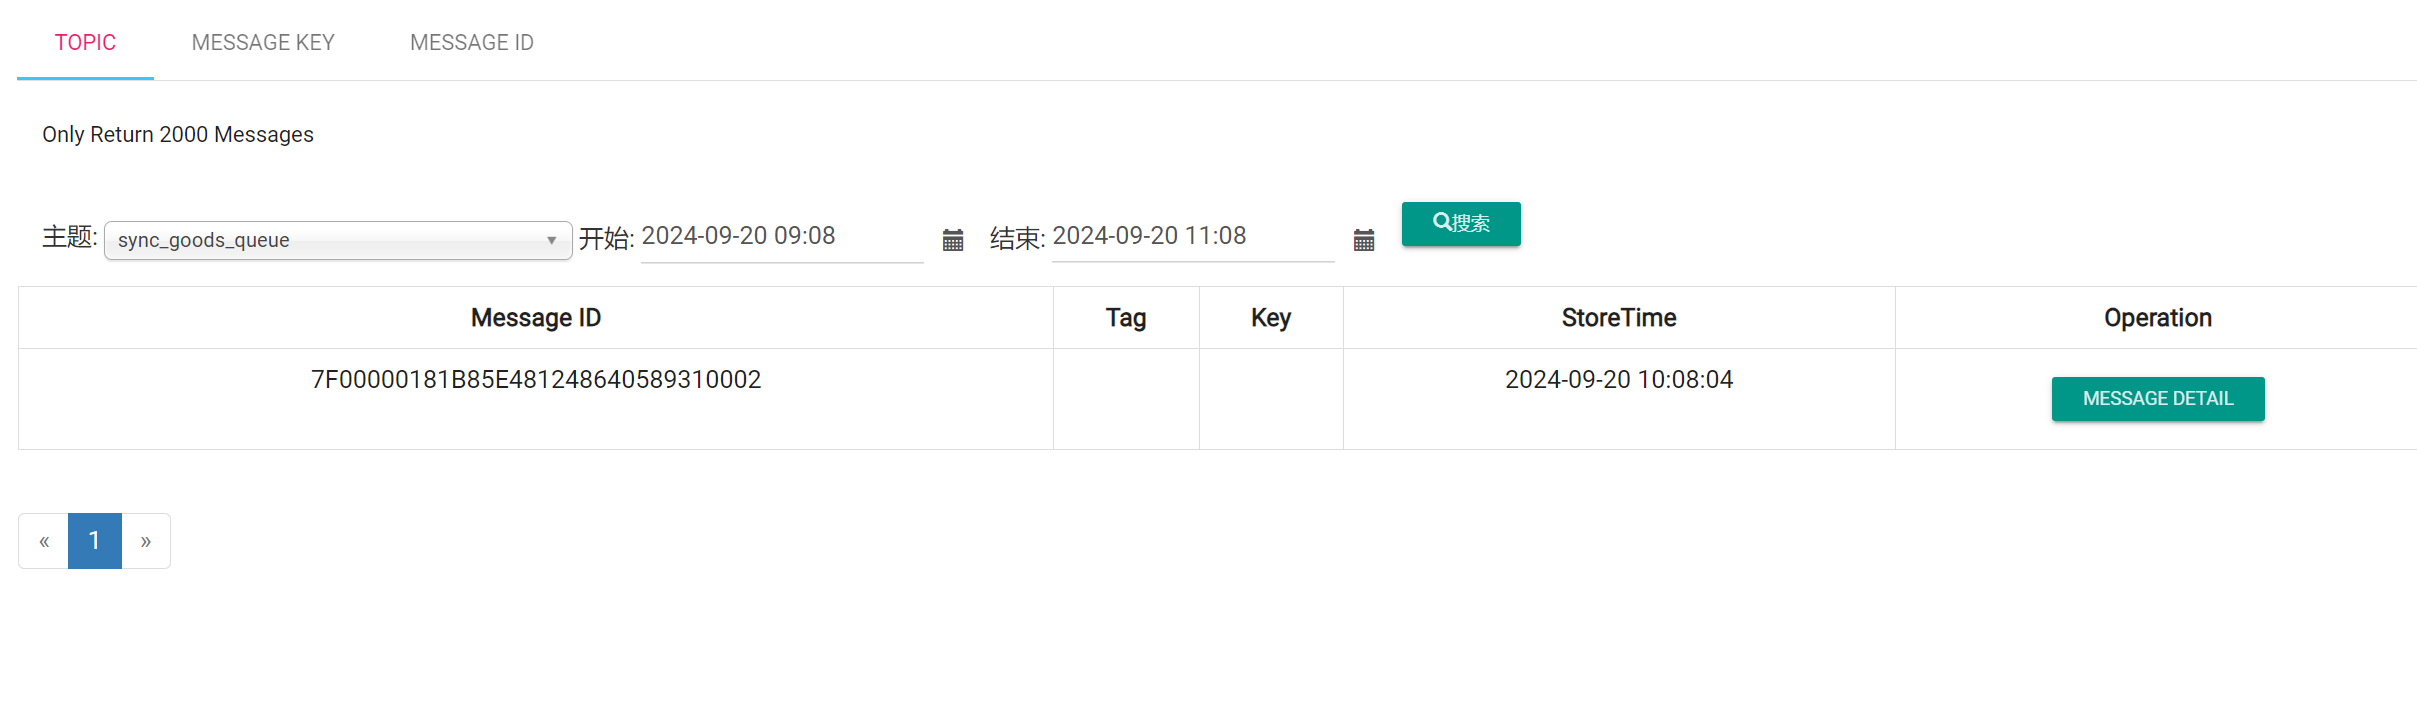 TOPIC MESSAGE KEY MESSAGE ID
Only Return 2000 Messages
主题: sync_goods_queue 开始: 2024-09-20 09:08 结束: 2024-09-20 11:08 搜索
Message ID Tag Key StoreTime Operation
7F00000181B85E481248640589310002 2024-09-20 10:08:04 MESSAGE DETAIL
« 1 »